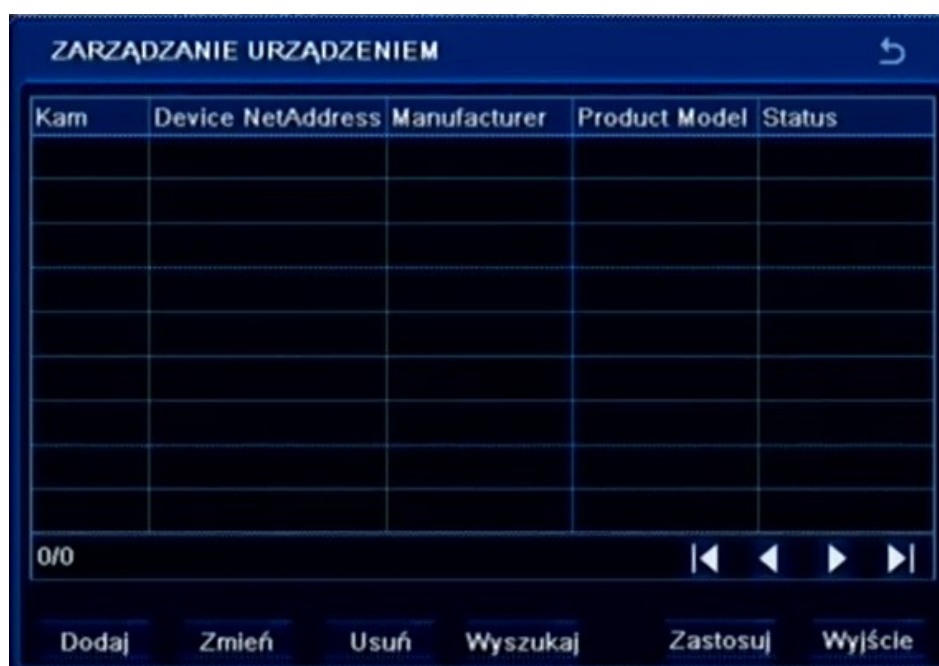 ZARZĄDZANIE URZĄDZENIEM
Kam Device NetAddress Manufacturer Product Model Status
0/0
Dodaj Zmień Usuń Wyszukaj Zastosuj Wyjście